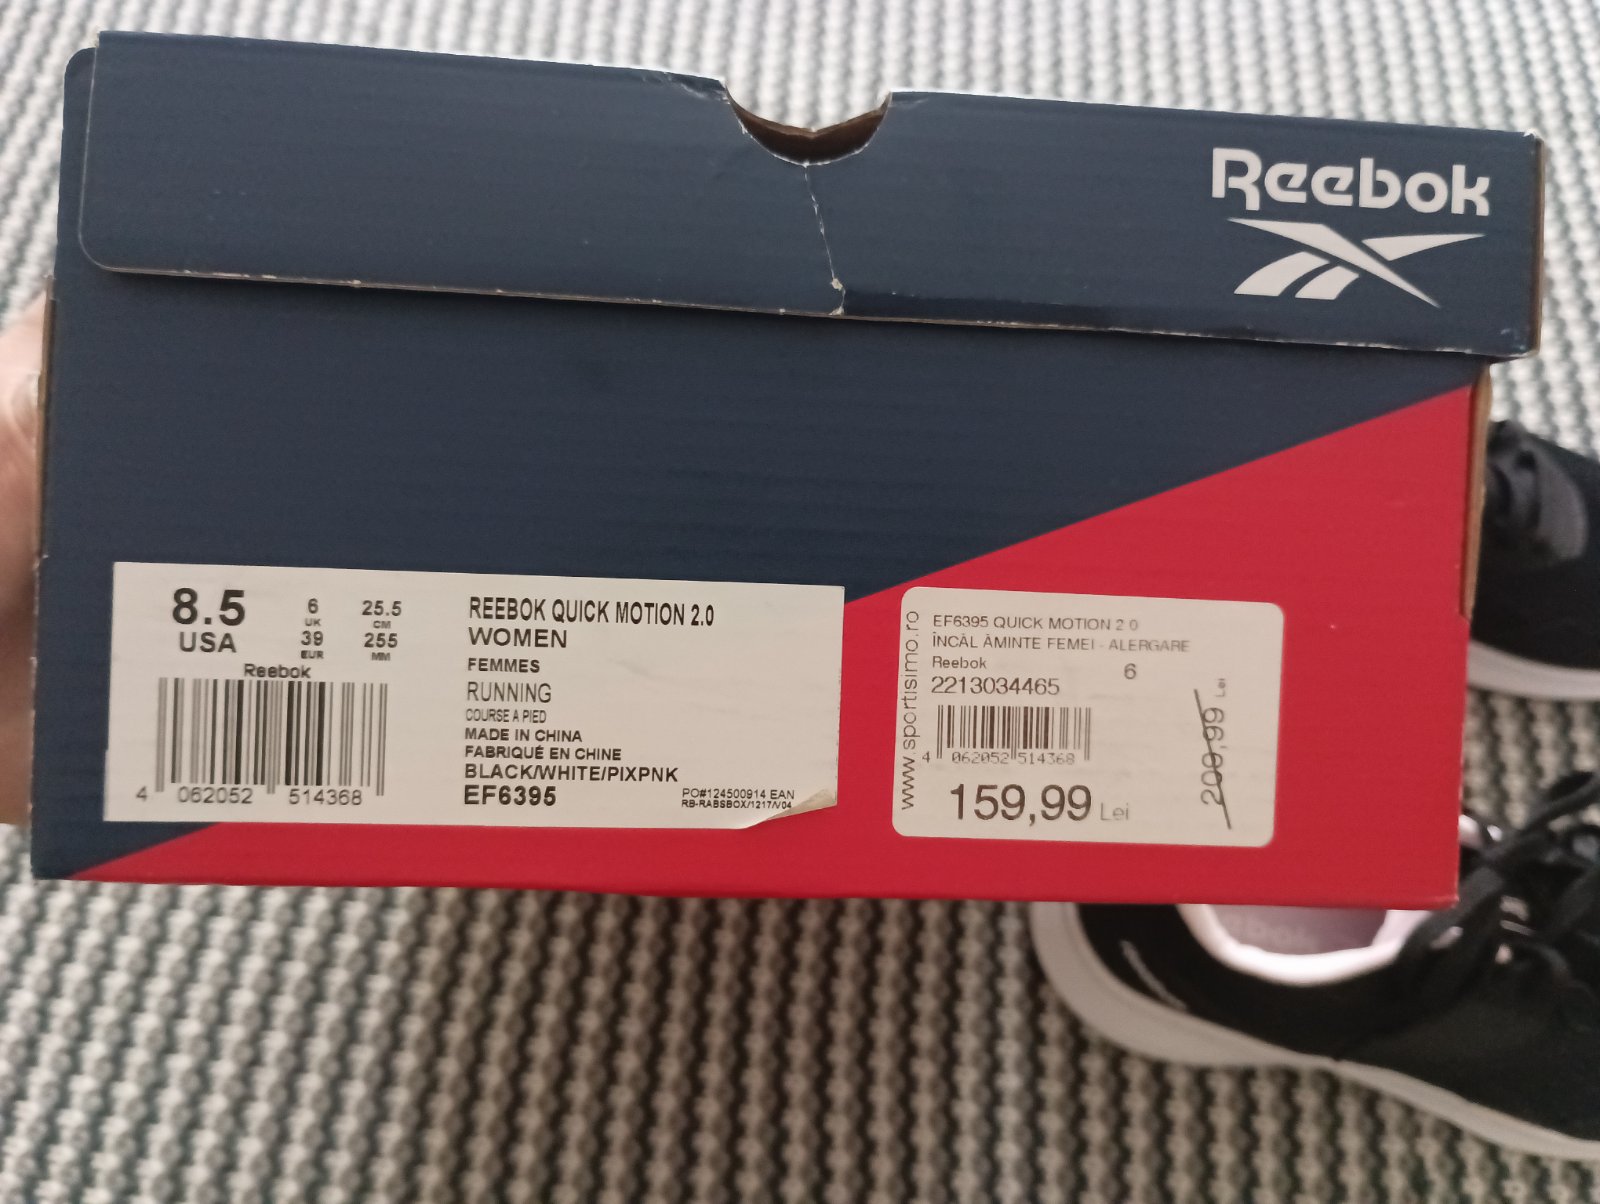 Reebok
8.5
USA
6
UK
39
EUR
25.5
CM
255
MM
Reebok
4 062052 514368
REEBOK QUICK MOTION 2.0
WOMEN
FEMMES
RUNNING
COURSE A PIED
MADE IN CHINA
FABRIQUÉ EN CHINE
BLACK/WHITE/PIXPNK
EF6395
PO#124500914 EAN
RB-RABSBOX/1217/V04
www.sportisimo.ro
EF6395 QUICK MOTION 2 0
ÎNCĂL ĂMINTE FEMEI - ALERGARE
Reebok
6
2213034465
4 062052 514368
159,99 Lei
209,99 Lei